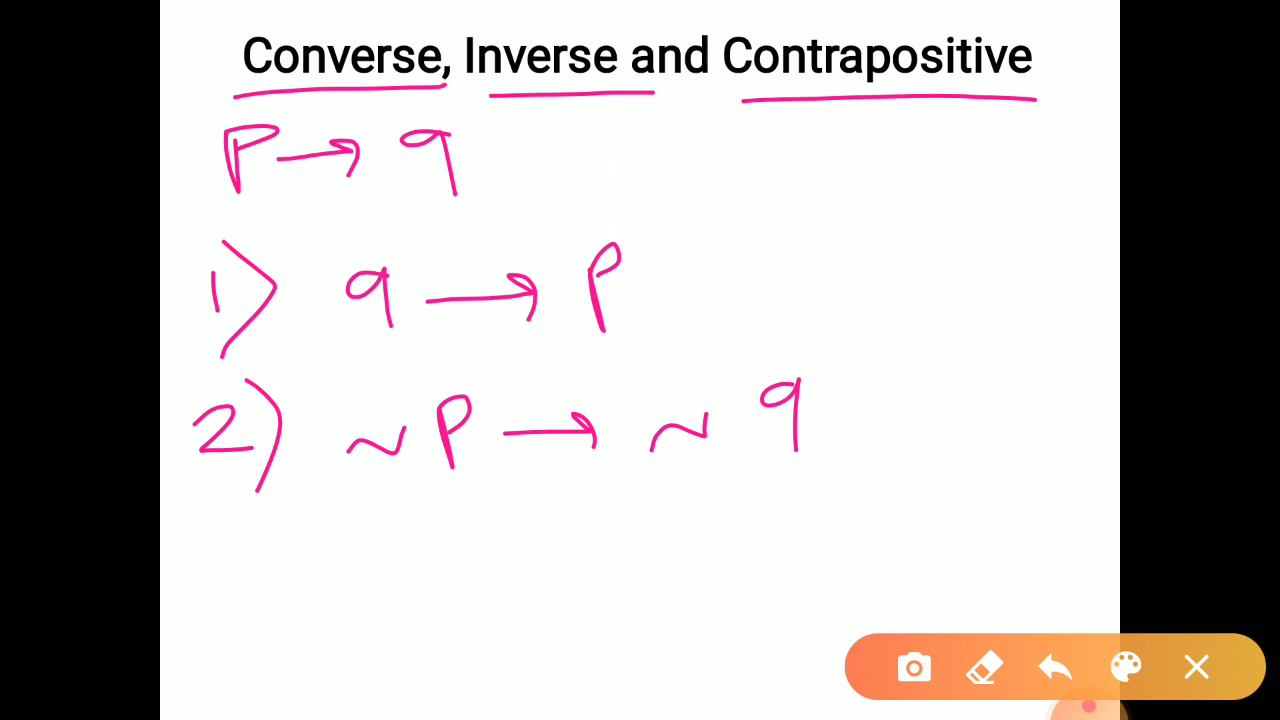 Converse, Inverse and Contrapositive
P → q
1) q → P
2) ~ P → ~ q